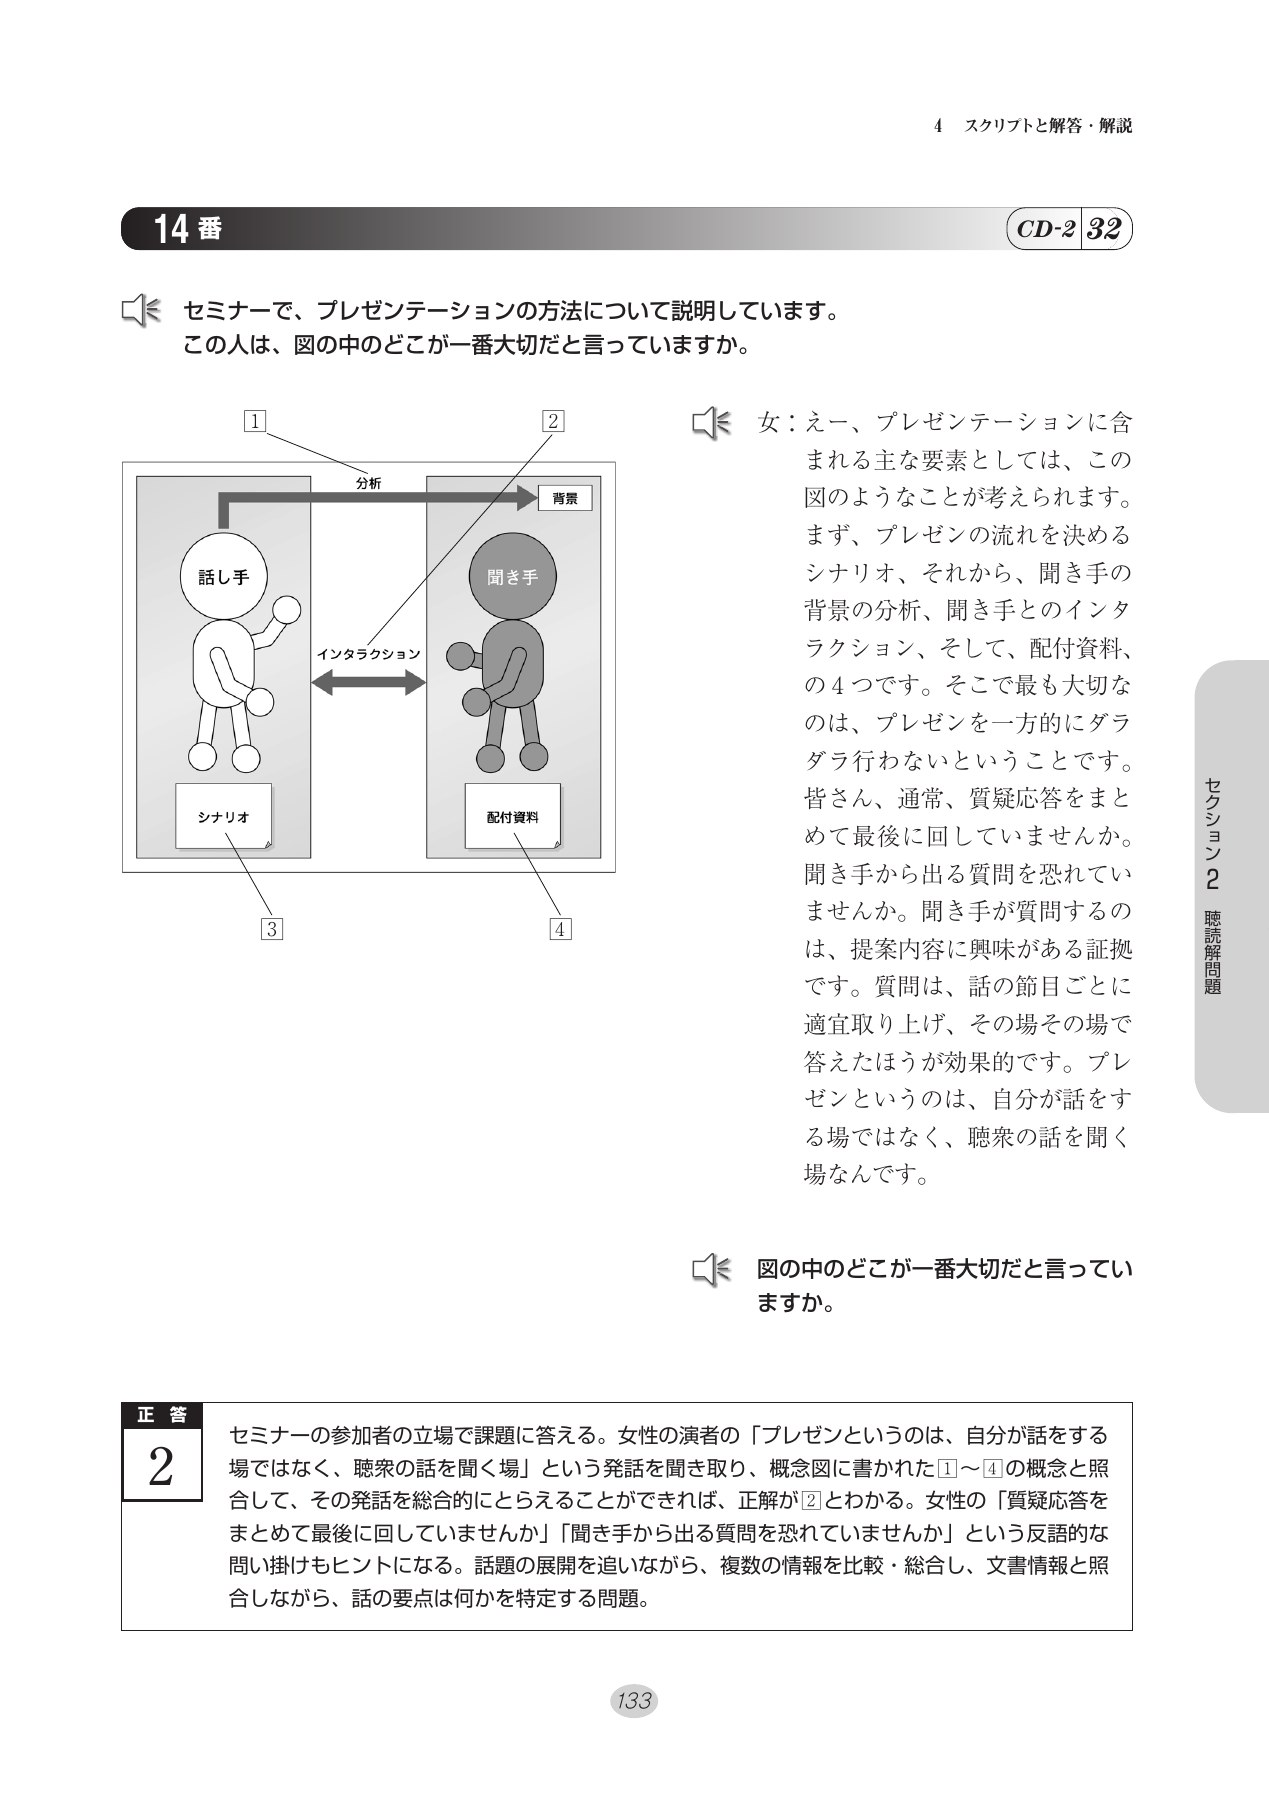 4　スクリプトと解答・解説
14番
CD-2 32
セミナーで、プレゼンテーションの方法について説明しています。
この人は、図の中のどこが一番大切だと言っていますか。
1
2
分析
背景
話し手
聞き手
インタラクション
シナリオ
配付資料
3
4
女：えー、プレゼンテーションに含
まれる主な要素としては、この
図のようなことが考えられます。
まず、プレゼンの流れを決める
シナリオ、それから、聞き手の
背景の分析、聞き手とのインタ
ラクション、そして、配付資料、
の4つです。そこで最も大切な
のは、プレゼンを一方的にダラ
ダラ行わないということです。
皆さん、通常、質疑応答をまと
めて最後に回していませんか。
聞き手から出る質問を恐れてい
ませんか。聞き手が質問するの
は、提案内容に興味がある証拠
です。質問は、話の節目ごとに
適宜取り上げ、その場その場で
答えたほうが効果的です。プレ
ゼンというのは、自分が話をす
る場ではなく、聴衆の話を聞く
場なんです。
図の中のどこが一番大切だと言ってい
ますか。
セクション2　聴読解問題
正答
2
セミナーの参加者の立場で課題に答える。女性の演者の「プレゼンというのは、自分が話をする
場ではなく、聴衆の話を聞く場」という発話を聞き取り、概念図に書かれた1～4の概念と照
合して、その発話を総合的にとらえることができれば、正解が2とわかる。女性の「質疑応答を
まとめて最後に回していませんか」「聞き手から出る質問を恐れていませんか」という反語的な
問い掛けもヒントになる。話題の展開を追いながら、複数の情報を比較・総合し、文書情報と照
合しながら、話の要点は何かを特定する問題。
133